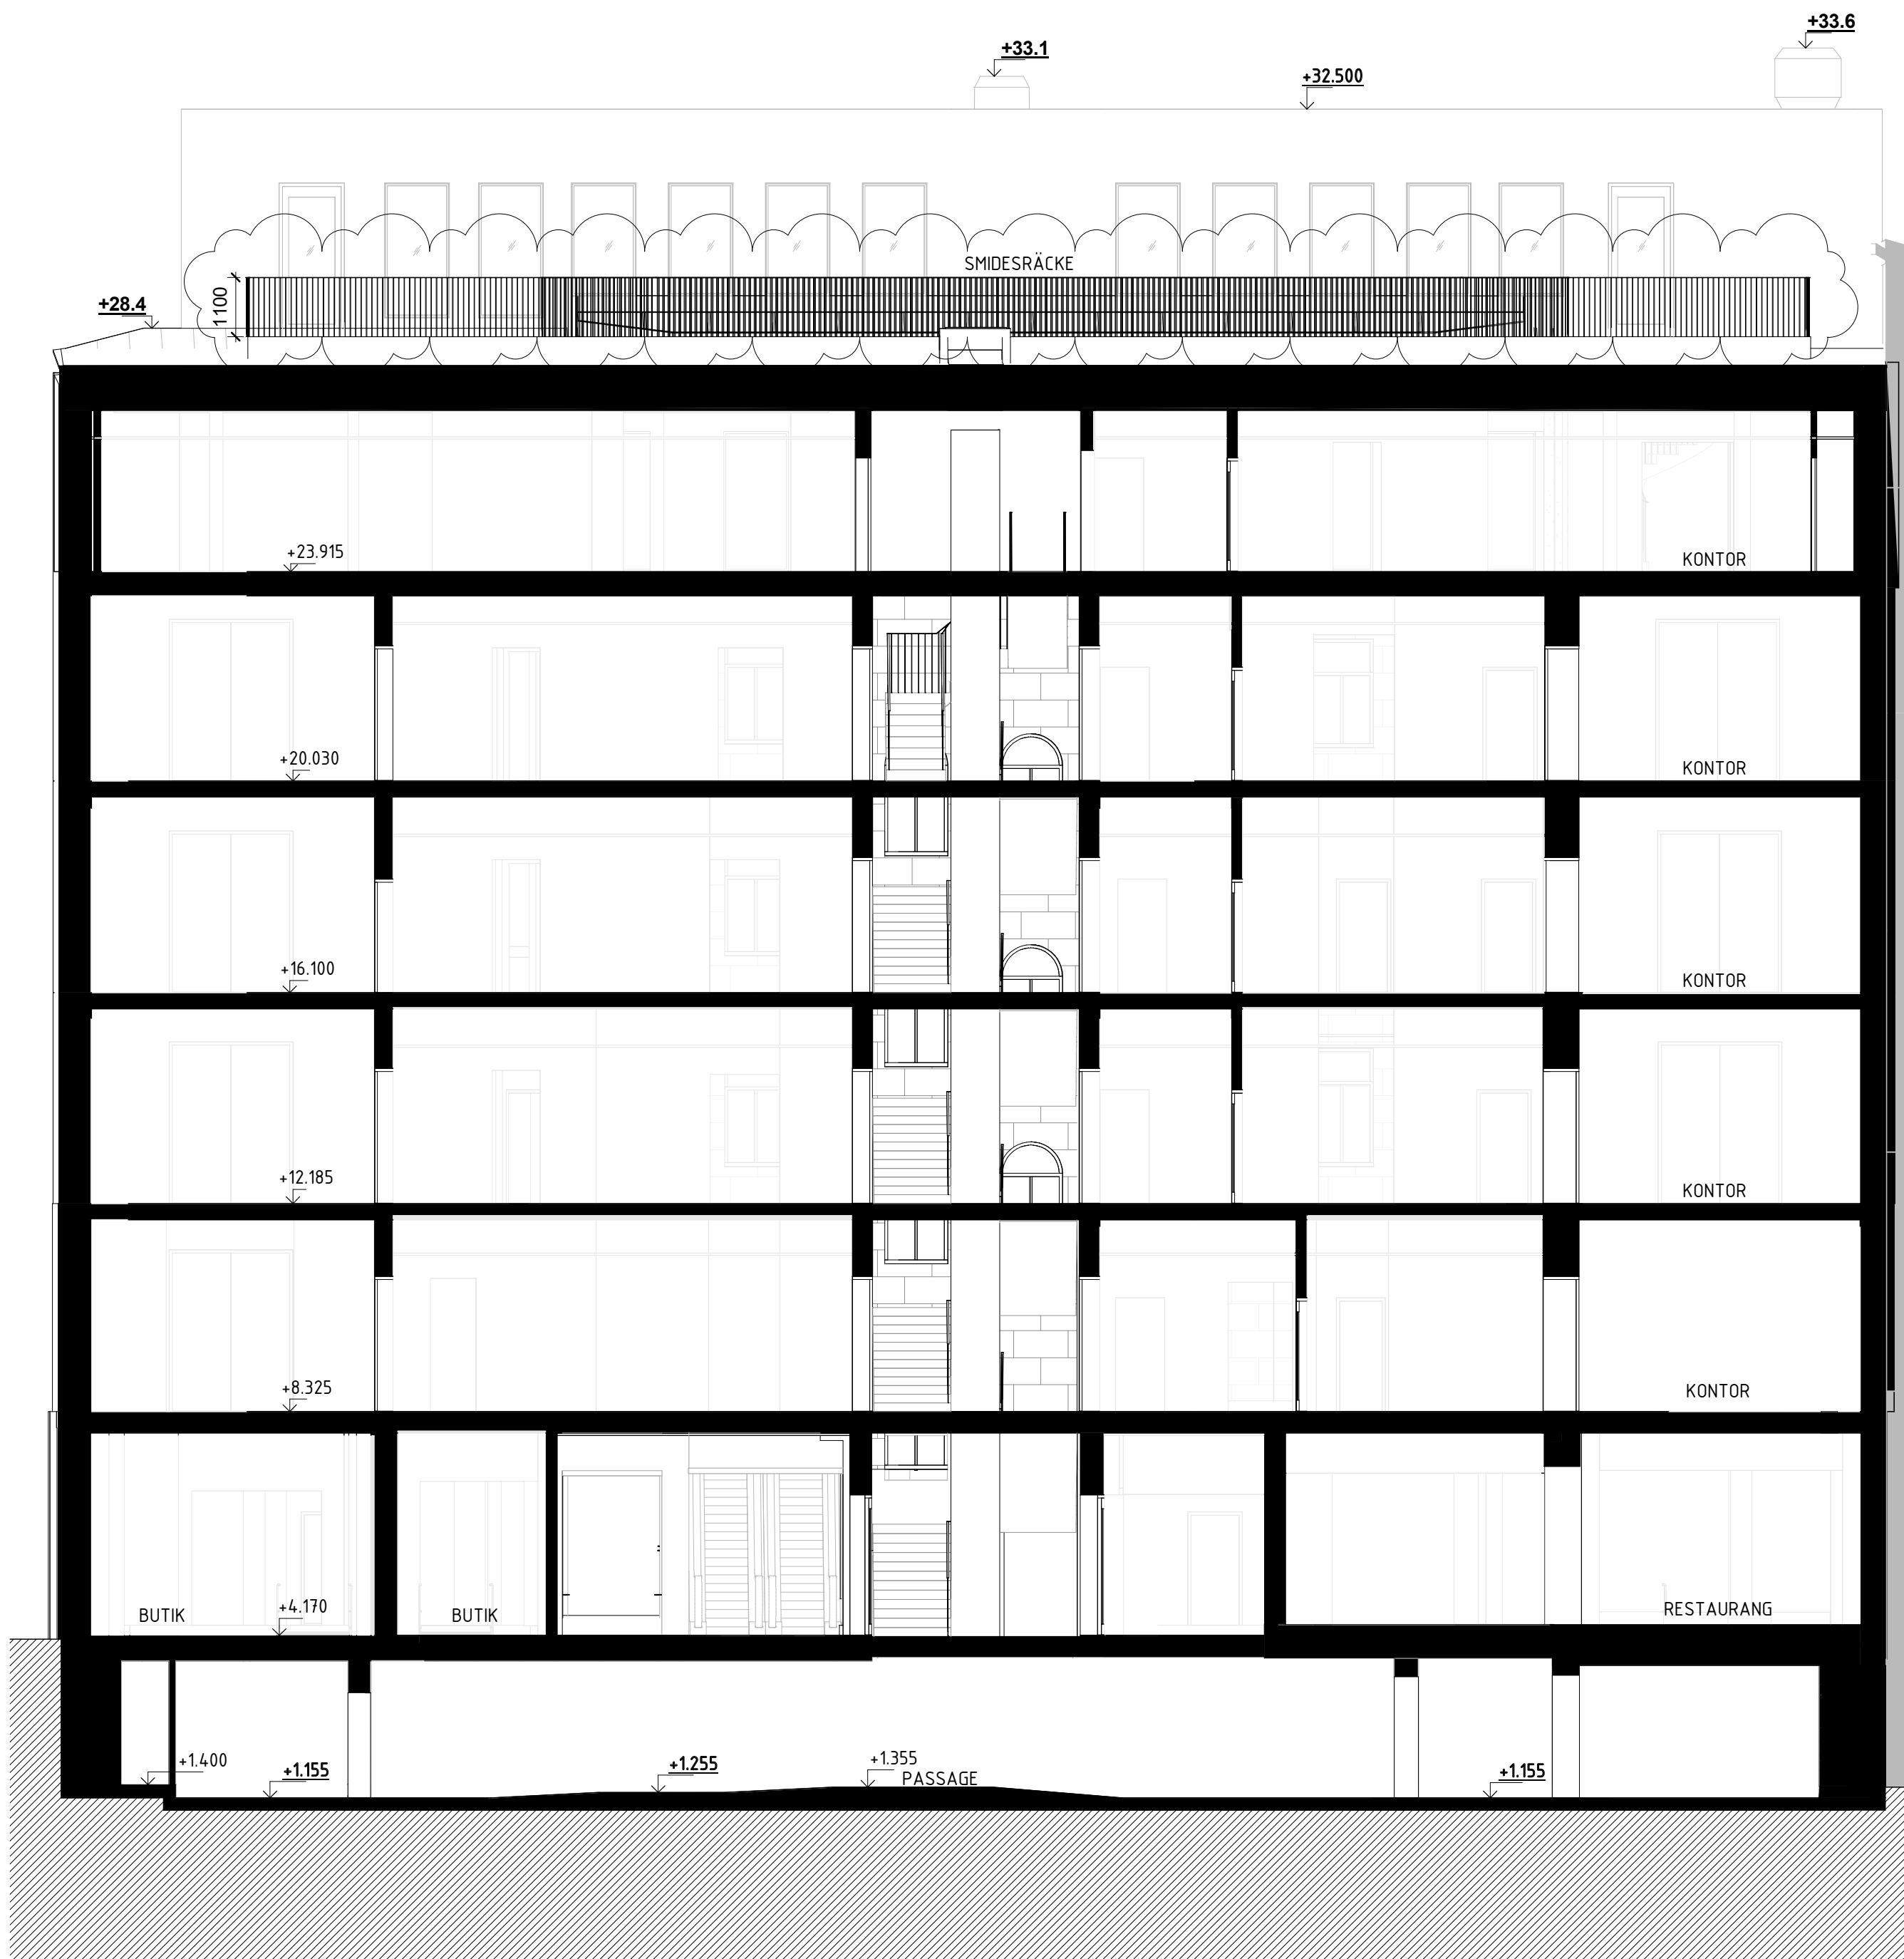 +33.6
+33.1
+32.500
SMIDESRÄCKE
1100
+28.4
+23.915
KONTOR
+20.030
KONTOR
+16.100
KONTOR
+12.185
KONTOR
+8.325
KONTOR
BUTIK
+4.170
BUTIK
RESTAURANG
+1.400
+1.155
+1.255
+1.355
PASSAGE
+1.155